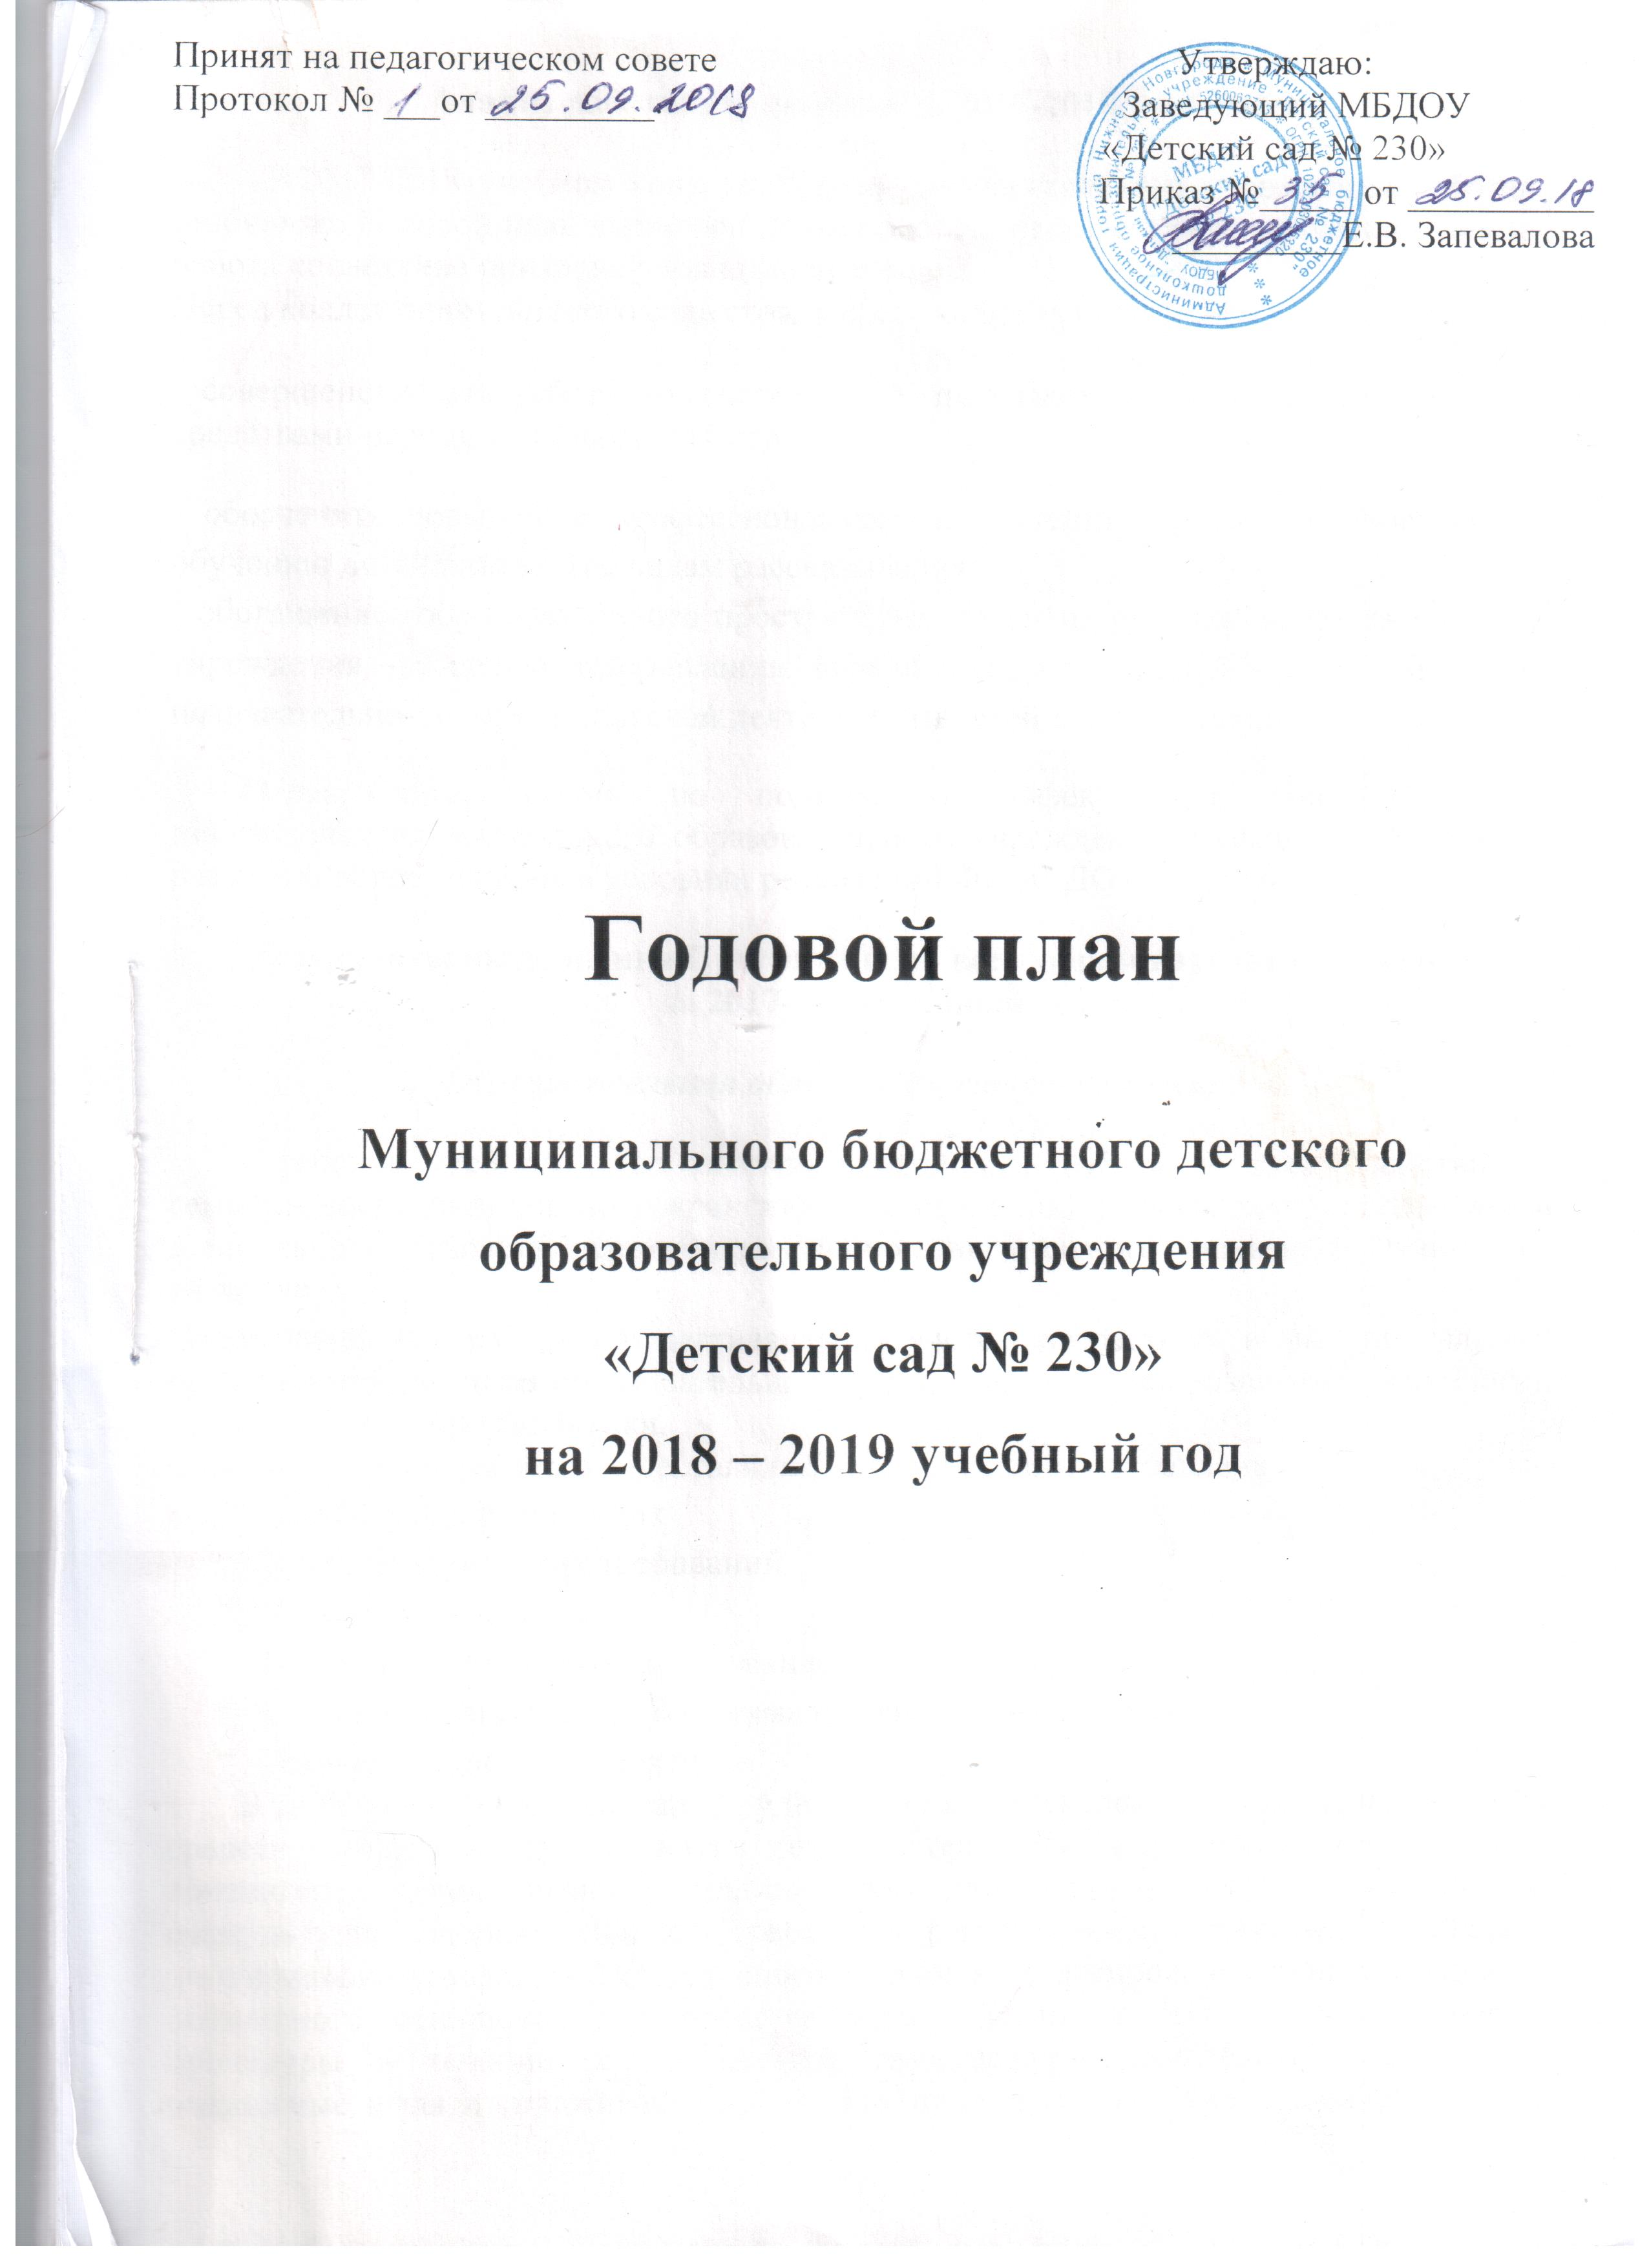 Принят на педагогическом совете
Протокол № 1 от 25.09.2018
Утверждаю:
Заведующий МБДОУ
«Детский сад № 230»
Приказ № 35 от 25.09.18
Е.В. Запевалова
Годовой план
Муниципального бюджетного детского
образовательного учреждения
«Детский сад № 230»
на 2018 – 2019 учебный год